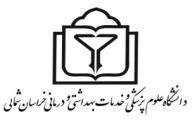 دانشگاه علوم پزشکی و خدمات بهداشتی و درمانی خراسان شمالی